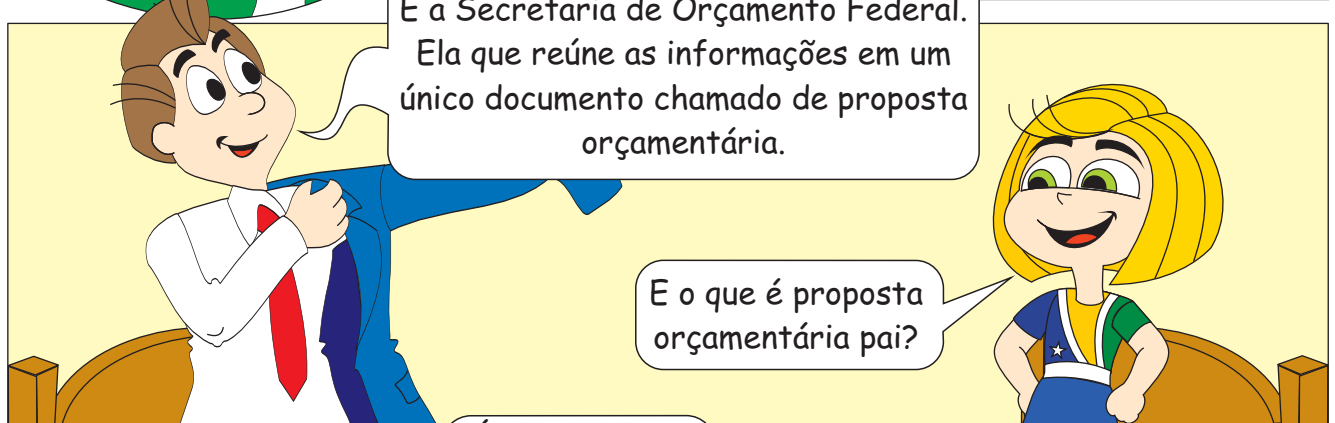 É a Secretaria de Orçamento Federal.
Ela que reúne as informações em um
único documento chamado de proposta
orçamentária.
E o que é proposta
orçamentária pai?